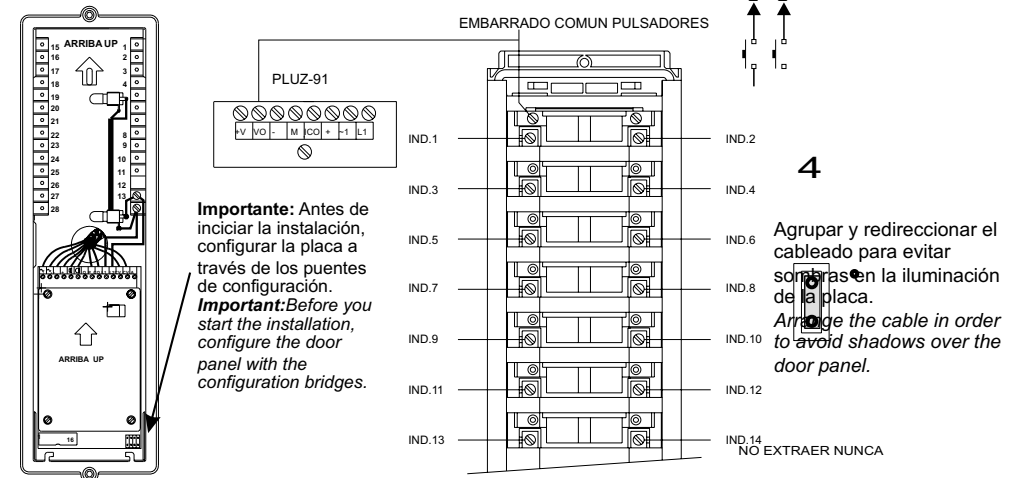 EMBARRADO COMUN PULSADORES
PLUZ-91
+V VO - M ICO + ~1 L1
ARRIBA UP
15 1
16 2
17 3
18 4
19
20
21
22 8
23 9
24 10
25 11
26 12
27 13
28
ARRIBA UP
16
Importante: Antes de
inciciar la instalación,
configurar la placa a
través de los puentes
de configuración.
Important:Before you
start the installation,
configure the door
panel with the
configuration bridges.
IND.1 IND.2
IND.3 IND.4
IND.5 IND.6
IND.7 IND.8
IND.9 IND.10
IND.11 IND.12
IND.13 IND.14
NO EXTRAER NUNCA
4
Agrupar y redireccionar el
cableado para evitar
sombras en la iluminación
de la placa.
Arrange the cable in order
to avoid shadows over the
door panel.